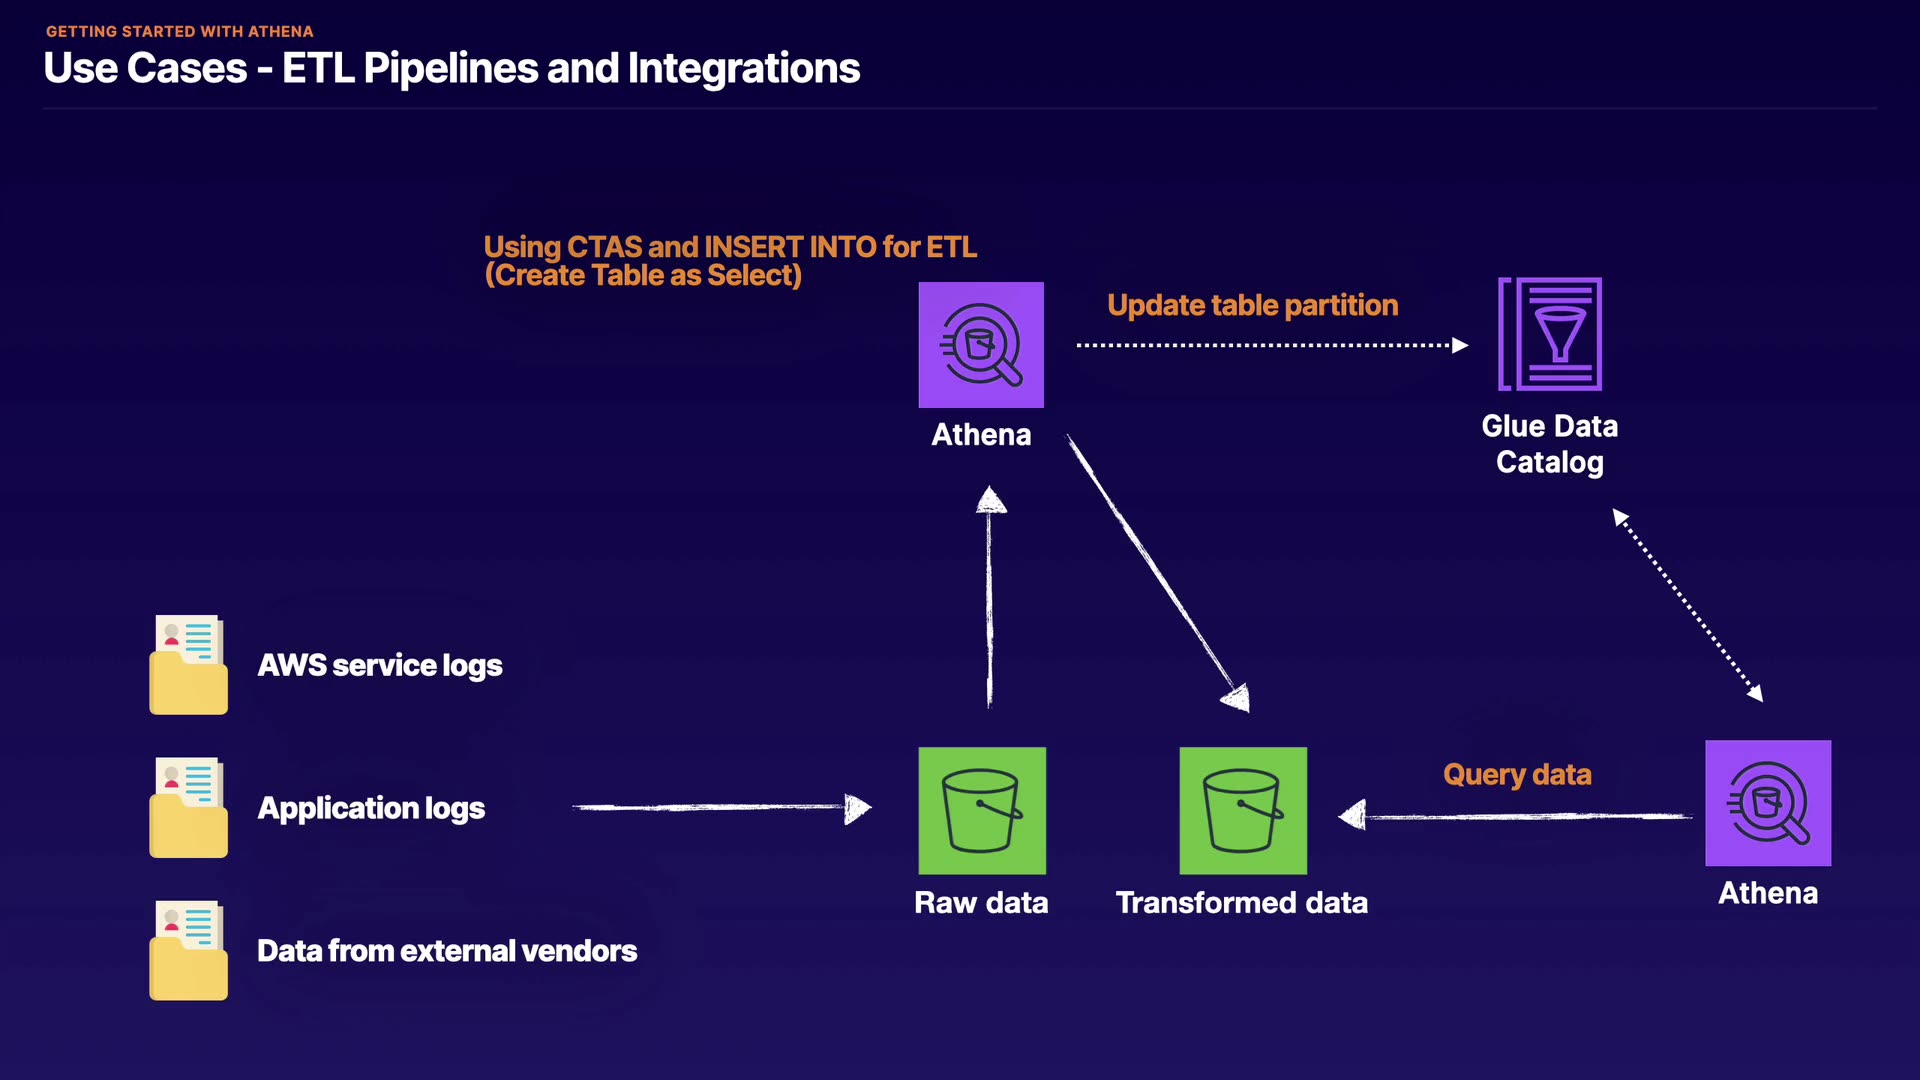 GETTING STARTED WITH ATHENA
Use Cases - ETL Pipelines and Integrations
Using CTAS and INSERT INTO for ETL
(Create Table as Select)
Update table partition
Athena
Glue Data
Catalog
AWS service logs
Application logs
Data from external vendors
Raw data
Transformed data
Query data
Athena